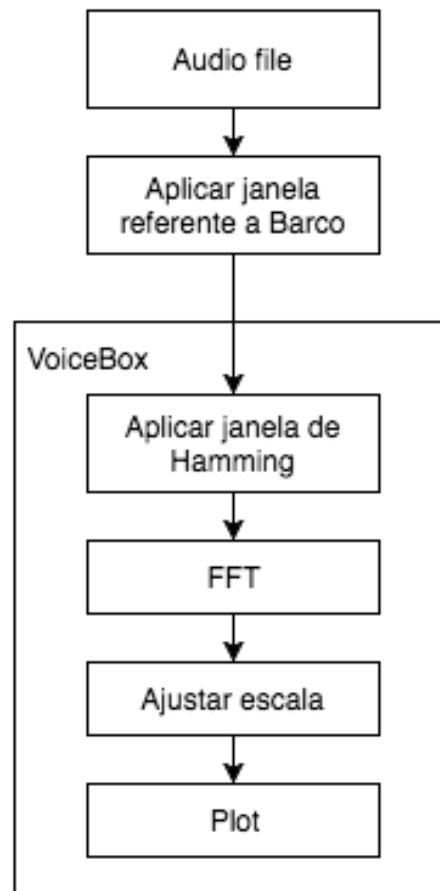 Audio file
Aplicar janela
referente a Barco
VoiceBox
Aplicar janela de
Hamming
FFT
Ajustar escala
Plot